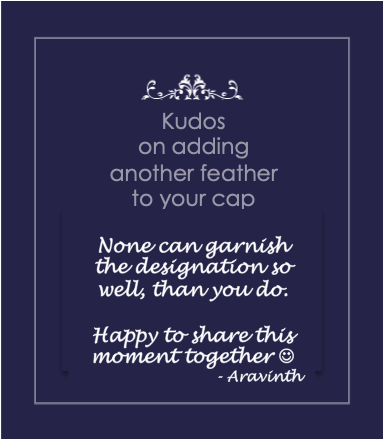 Kudos
on adding
another feather
to your cap
None can garnish
the designation so
well, than you do.
Happy to share this
moment together ☺
- Aravinth